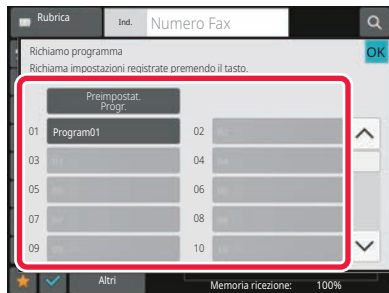 Rubrica
Ind.
Numero Fax
Richiamo programma
OK
Richiama impostazioni registrate premendo il tasto.
Preimpostat.
Progr.
01 Program01 02
03 04
05 06
07 08
09 10
Altri
Memoria ricezione: 100%